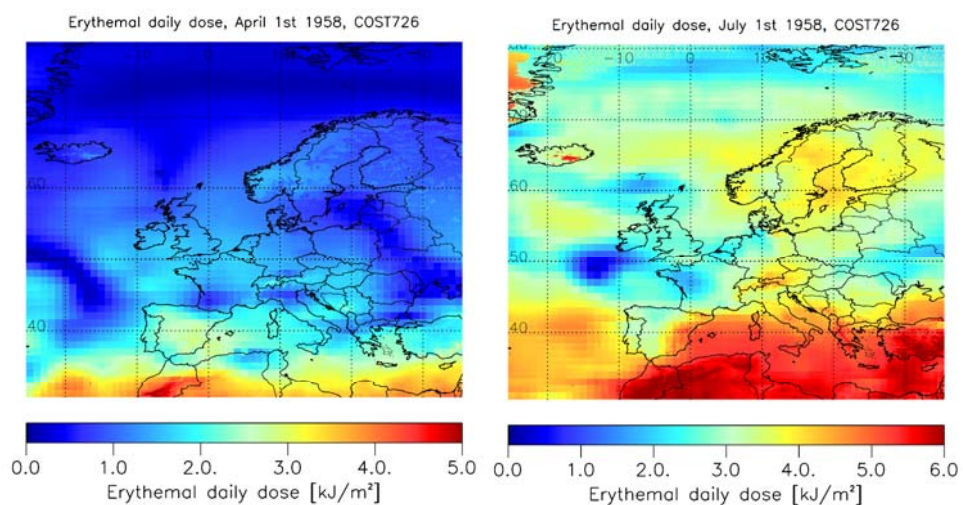 Erythemal daily dose, April 1st 1958, COST726
60
40
0.0 1.0 2.0. 3.0 4.0. 5.0
Erythemal daily dose [kJ/m²]
Erythemal daily dose, July 1st 1958, COST726
-10 0 10
60
50
40
0.0 1.0 2.0 3.0 4.0. 5.0. 6.0
Erythemal daily dose [kJ/m²]